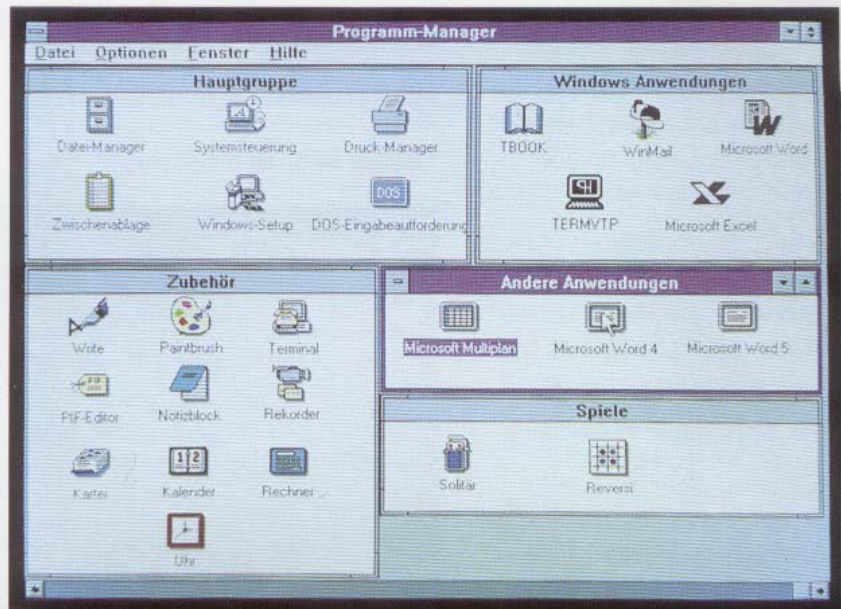 Programm-Manager
Datei Optionen Fenster Hilfe
Hauptgruppe
Datei-Manager Systemsteuerung Druck-Manager
Zwischenablage Windows-Setup DOS-Eingabeaufforderung
DOS
Windows Anwendungen
TBOOK WinMail Microsoft Word
TERMVTP Microsoft Excel
Zubehör
Write Paintbrush Terminal
PIF-Editor Notizblock Rekorder
Kartei Kalender Rechner
12
Uhr
Andere Anwendungen
Microsoft Multiplan Microsoft Word 4 Microsoft Word 5
Spiele
Solitär Reversi